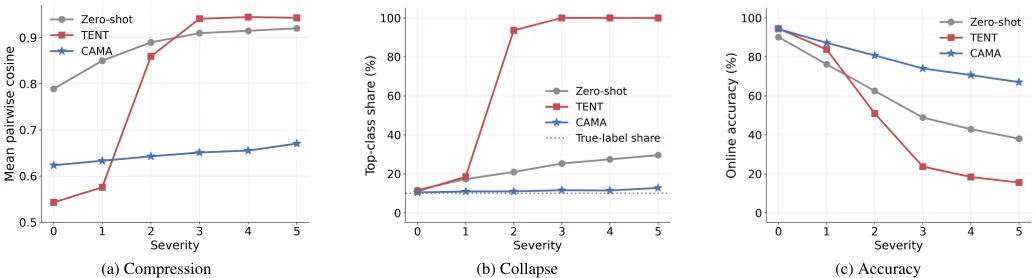 Zero-shot
TENT
CAMA
Mean pairwise cosine
0.9
0.8
0.7
0.6
0.5
0 1 2 3 4 5
Severity
(a) Compression
Top-class share (%)
100
80
60
40
20
0
Zero-shot
TENT
CAMA
True-label share
0 1 2 3 4 5
Severity
(b) Collapse
Online accuracy (%)
100
80
60
40
20
0
Zero-shot
TENT
CAMA
0 1 2 3 4 5
Severity
(c) Accuracy